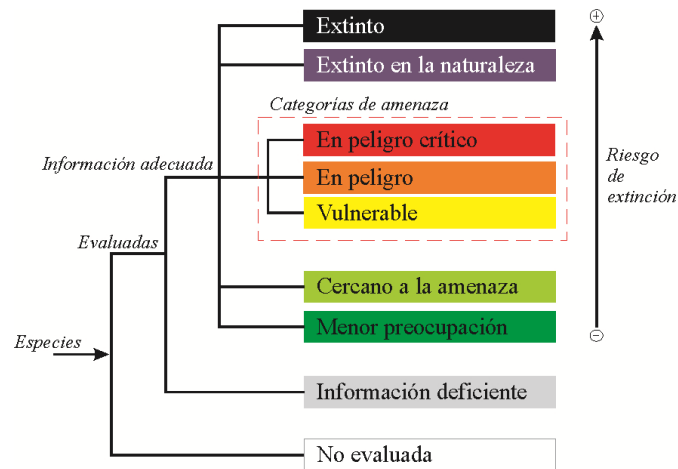 Extinto
Extinto en la naturaleza
Categorías de amenaza
En peligro crítico
Información adecuada
En peligro
Riesgo
de
extinción
Vulnerable
Evaluadas
Cercano a la amenaza
Menor preocupación
Especies
Información deficiente
No evaluada